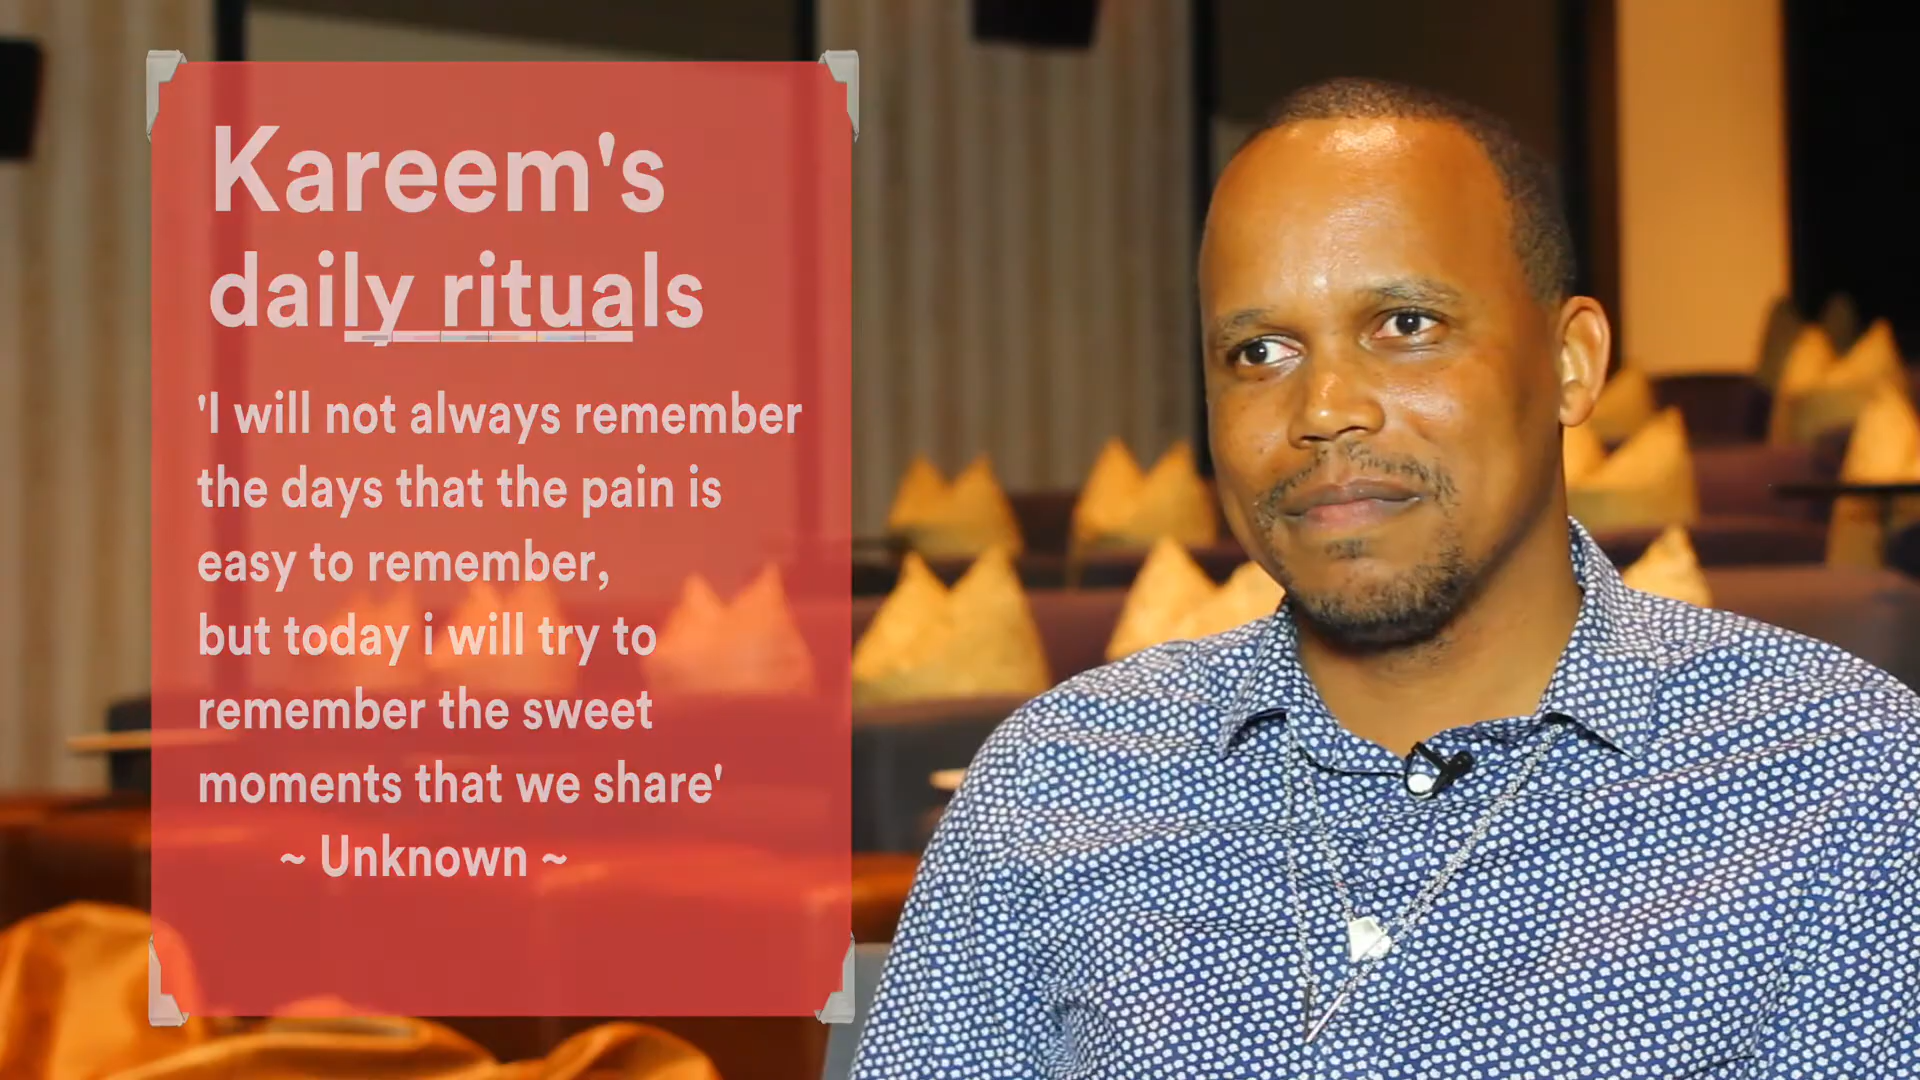 Kareem's
daily rituals
'I will not always remember
the days that the pain is
easy to remember,
but today i will try to
remember the sweet
moments that we share'
~ Unknown ~